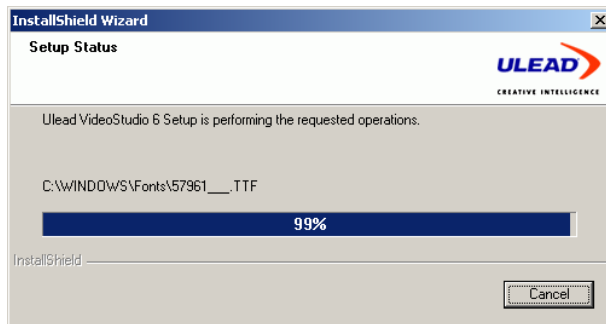 InstallShield Wizard
Setup Status
ULEAD
CREATIVE INTELLIGENCE
Ulead VideoStudio 6 Setup is performing the requested operations.
C:\WINDOWS\Fonts\57961___.TTF
99%
InstallShield
Cancel